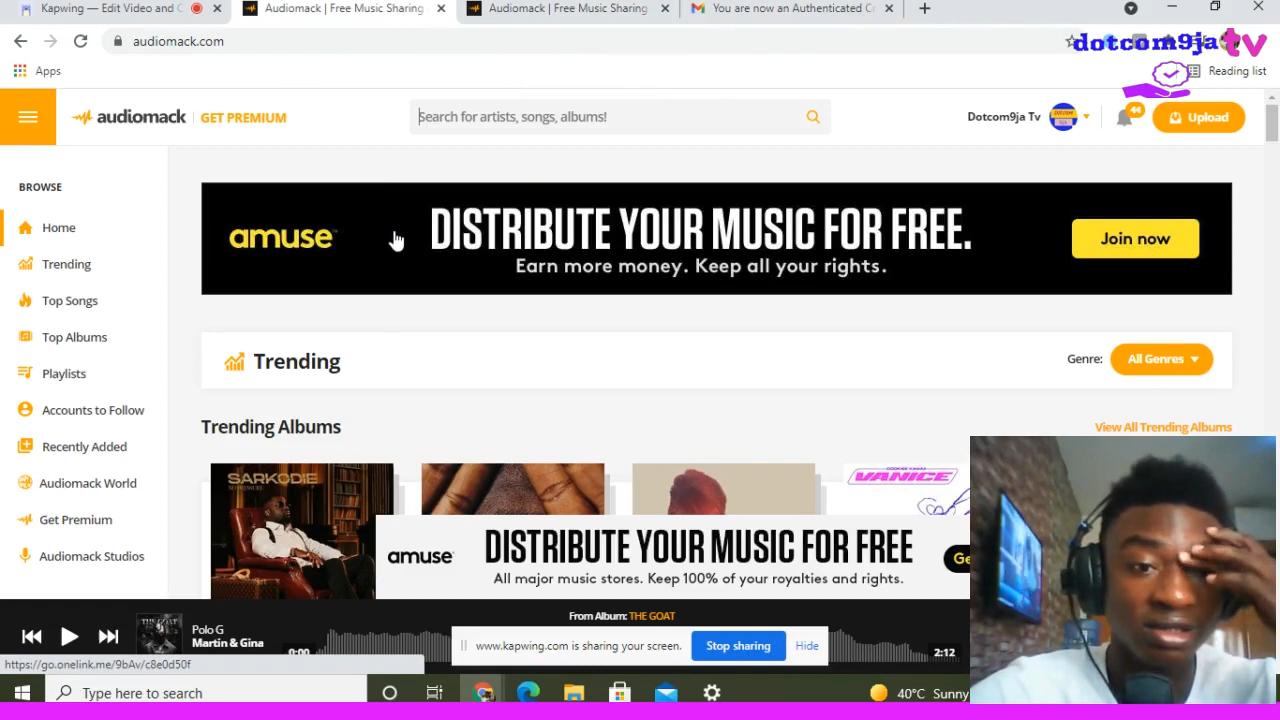 Kapwing — Edit Video and
Audiomack | Free Music Sharing
Audiomack | Free Music Sharing
You are now an Authenticated
audiomack.com
dotcom9ja tv
Apps
Reading list
audiomack
GET PREMIUM
Search for artists, songs, albums!
Dotcom9ja Tv
44
Upload
BROWSE
Home
Trending
Top Songs
Top Albums
Playlists
Accounts to Follow
Recently Added
Audiomack World
Get Premium
Audiomack Studios
amuse
DISTRIBUTE YOUR MUSIC FOR FREE.
Earn more money. Keep all your rights.
Join now
Trending
Genre:
All Genres
Trending Albums
View All Trending Albums
SARKODIE
VANICE
amuse
DISTRIBUTE YOUR MUSIC FOR FREE
All major music stores. Keep 100% of your royalties and rights.
From Album: THE GOAT
Polo G
Martin & Gina
0:00
www.kapwing.com is sharing your screen.
Stop sharing
Hide
2:12
https://go.onelink.me/9bAv/c8e0d50f
Type here to search
40°C Sunny